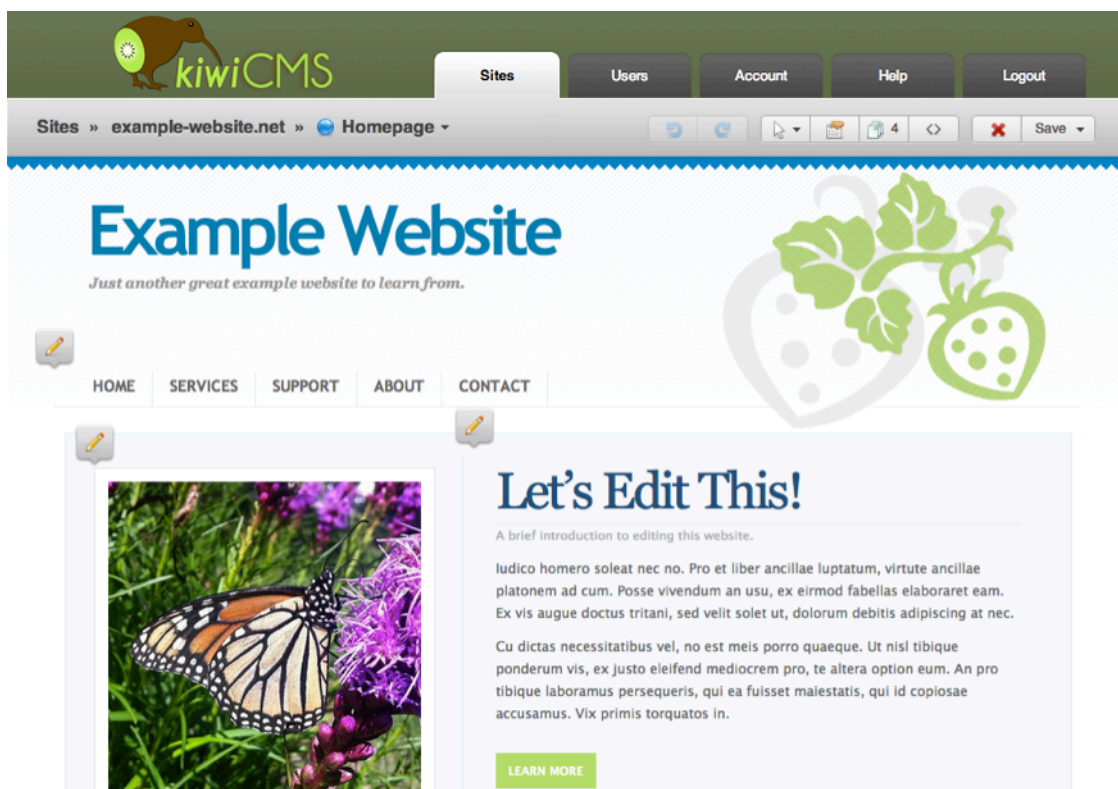 kiwiCMS
Sites Users Account Help Logout
Sites » example-website.net » Homepage
4
Save
Example Website
Just another great example website to learn from.
HOME SERVICES SUPPORT ABOUT CONTACT
Let's Edit This!
A brief introduction to editing this website.
Iudico homero soleat nec no. Pro et liber ancillae luptatum, virtute ancillae
platonem ad cum. Posse vivendum an usu, ex eirmod fabellas elaboraret eam.
Ex vis augue doctus tritani, sed velit solet ut, dolorum debitis adipiscing at nec.
Cu dictas necessitatibus vel, no est meis porro quaeque. Ut nisl tibique
ponderum vis, ex justo eleifend mediocrem pro, te altera option eum. An pro
tibique laboramus persequeris, qui ea fuisset maiestatis, qui id copiosae
accusamus. Vix primis torquatos in.
LEARN MORE